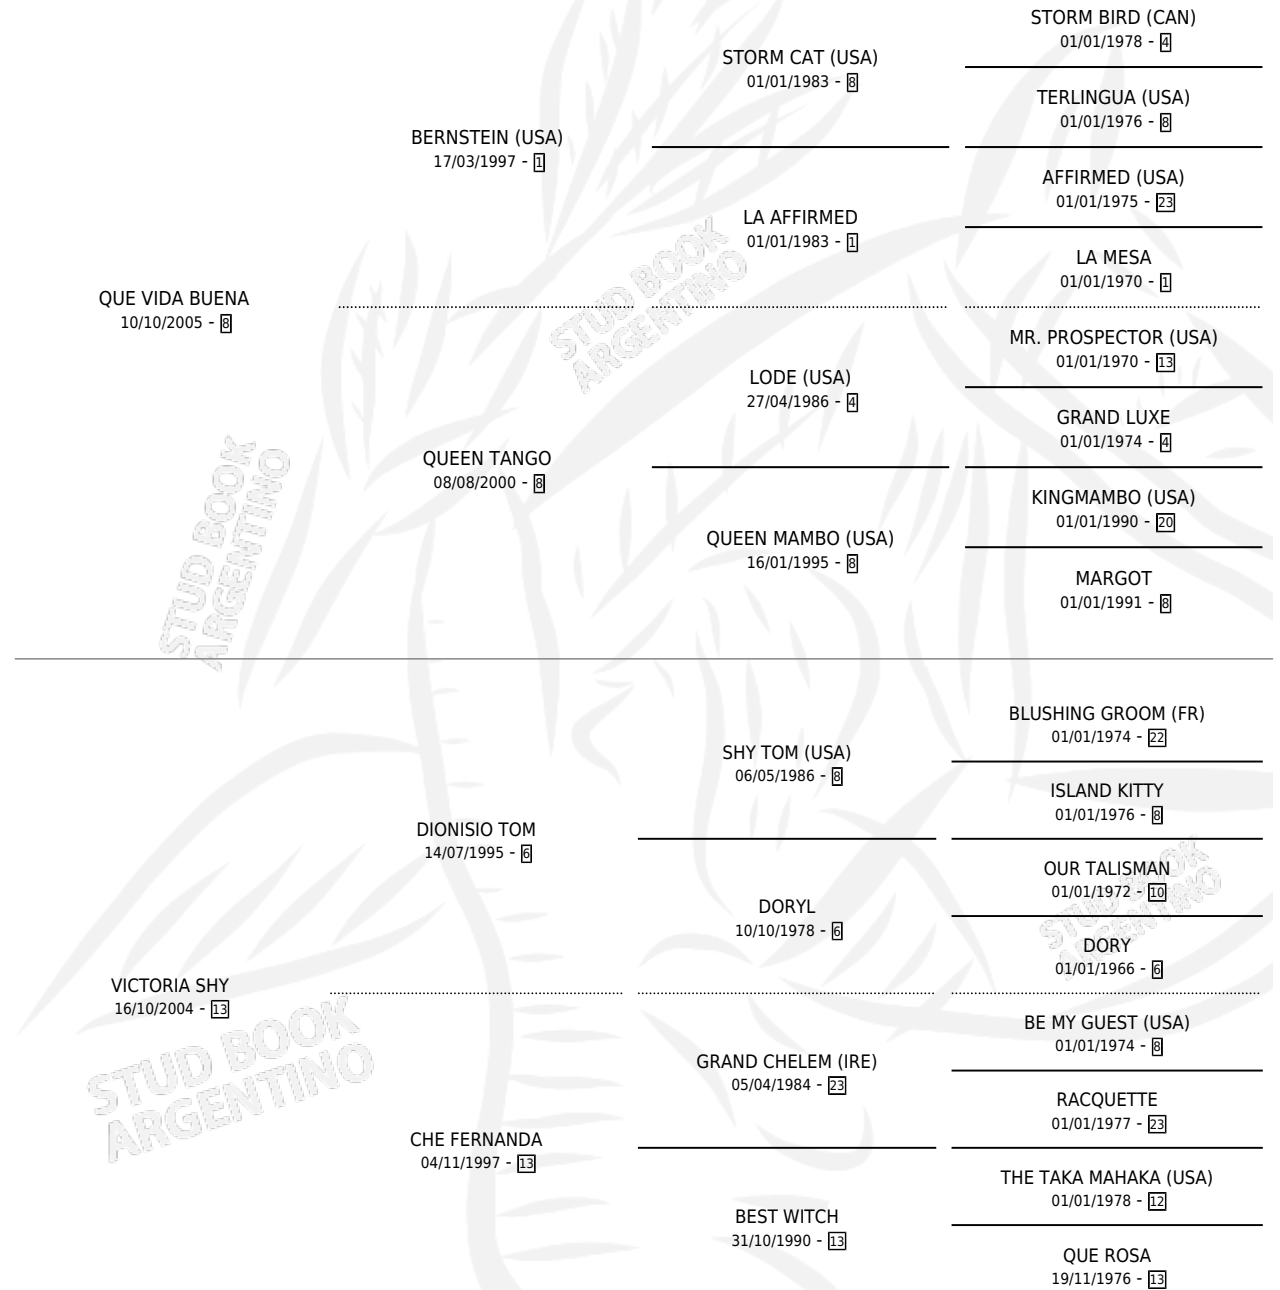 STORM BIRD (CAN)
01/01/1978 - 4
STORM CAT (USA)
01/01/1983 - 8
TERLINGUA (USA)
01/01/1976 - 8
BERNSTEIN (USA)
17/03/1997 - 1
AFFIRMED (USA)
01/01/1975 - 23
LA AFFIRMED
01/01/1983 - 1
LA MESA
01/01/1970 - 1
QUE VIDA BUENA
10/10/2005 - 8
MR. PROSPECTOR (USA)
01/01/1970 - 13
LODE (USA)
27/04/1986 - 4
GRAND LUXE
01/01/1974 - 4
QUEEN TANGO
08/08/2000 - 8
KINGMAMBO (USA)
01/01/1990 - 20
QUEEN MAMBO (USA)
16/01/1995 - 8
MARGOT
01/01/1991 - 8
STUD BOOK
ARGENTINO
STUD BOOK
ARGENTINO
BLUSHING GROOM (FR)
01/01/1974 - 22
SHY TOM (USA)
06/05/1986 - 8
ISLAND KITTY
01/01/1976 - 8
DIONISIO TOM
14/07/1995 - 6
OUR TALISMAN
01/01/1972 - 10
DORYL
10/10/1978 - 6
DORY
01/01/1966 - 6
VICTORIA SHY
16/10/2004 - 13
BE MY GUEST (USA)
01/01/1974 - 8
GRAND CHELEM (IRE)
05/04/1984 - 23
RACQUETTE
01/01/1977 - 23
CHE FERNANDA
04/11/1997 - 13
THE TAKA MAHAKA (USA)
01/01/1978 - 12
BEST WITCH
31/10/1990 - 13
QUE ROSA
19/11/1976 - 13
STUD BOOK
ARGENTINO
STUD BOOK
ARGENTINO